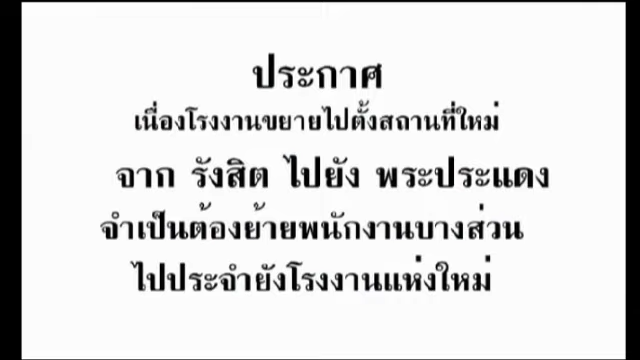 ประกาศ
เนื่องโรงงานขยายไปตั้งสถานที่ใหม่
จาก รังสิต ไปยัง พระประแดง
จำเป็นต้องย้ายพนักงานบางส่วน
ไปประจำยังโรงงานแห่งใหม่